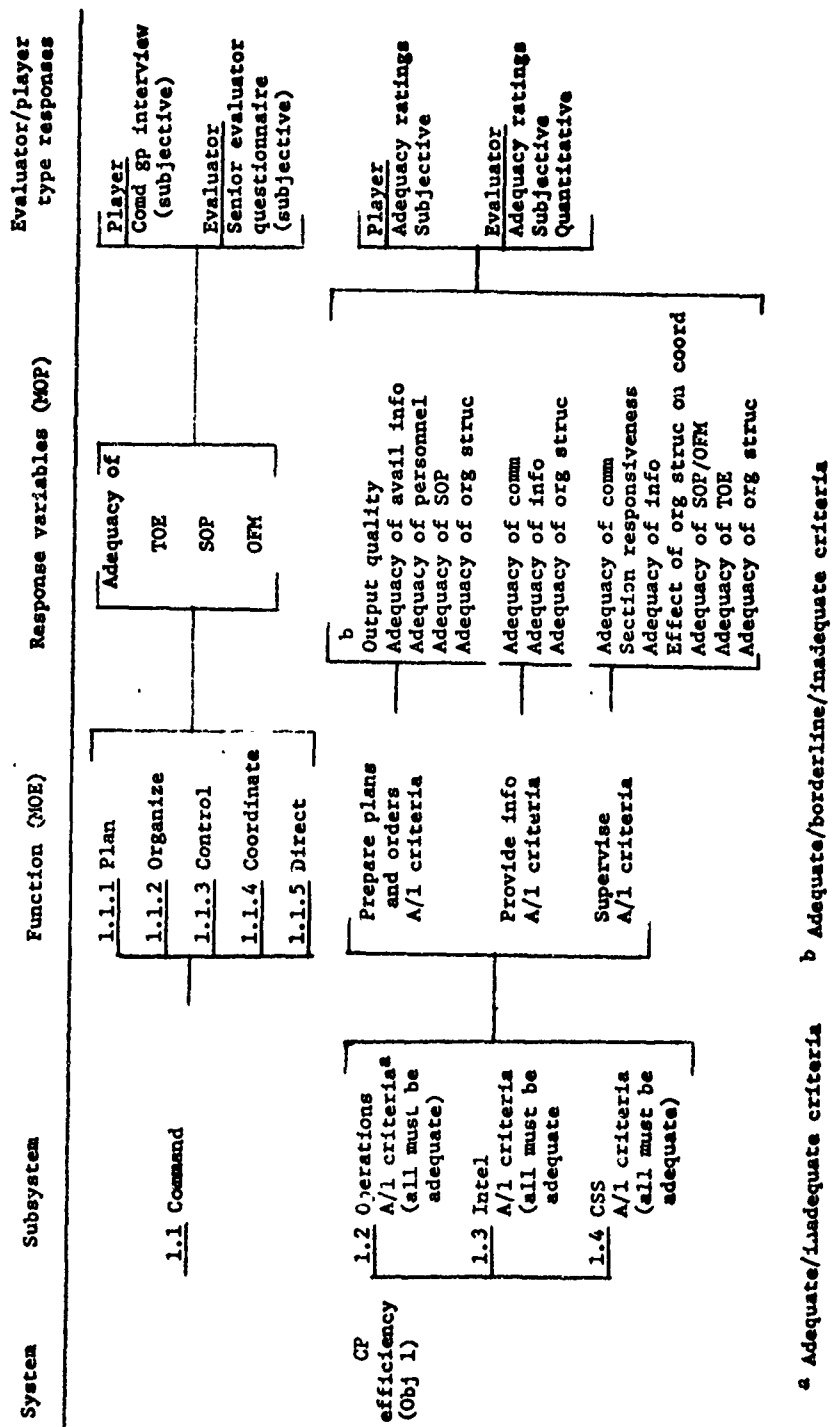 System
Subsystem
Function (MOE)
Response variables (MOP)
Evaluator/player
type responses
1.1 Command
1.1.1 Plan
1.1.2 Organize
1.1.3 Control
1.1.4 Coordinate
1.1.5 Direct
Adequacy of
TOE
SOP
OFM
Player
Comd gp interview
(subjective)
Evaluator
Senior evaluator
questionnaire
(subjective)
CP
efficiency
(Obj 1)
1.2 Operations
A/1 criteria a
(all must be
adequate)
1.3 Intel
A/1 criteria
(all must be
adequate
1.4 CSS
A/1 criteria
(all must be
adequate)
Prepare plans
and orders
A/1 criteria
Provide info
A/1 criteria
Supervise
A/1 criteria
b
Output quality
Adequacy of avail info
Adequacy of personnel
Adequacy of SOP
Adequacy of org struc
Adequacy of comm
Adequacy of info
Adequacy of org struc
Adequacy of comm
Section responsiveness
Adequacy of info
Effect of org struc on coord
Adequacy of SOP/OFM
Adequacy of TOE
Adequacy of org struc
Player
Adequacy ratings
Subjective
Evaluator
Adequacy ratings
Subjective
Quantitative
a Adequate/inadequate criteria
b Adequate/borderline/inadequate criteria